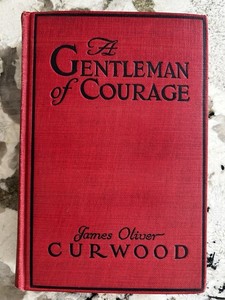 A
GENTLEMAN
of COURAGE
James Oliver
CURWOOD